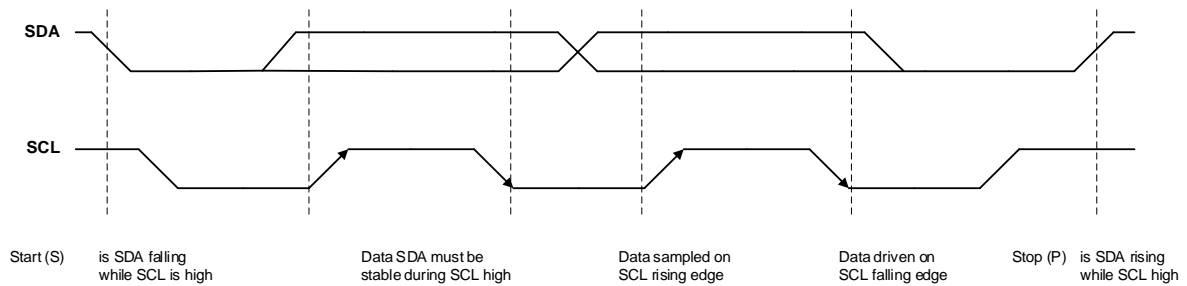 SDA
SCL
Start (S) is SDA falling
while SCL is high
Data SDA must be
stable during SCL high
Data sampled on
SCL rising edge
Data driven on
SCL falling edge
Stop (P) is SDA rising
while SCL high